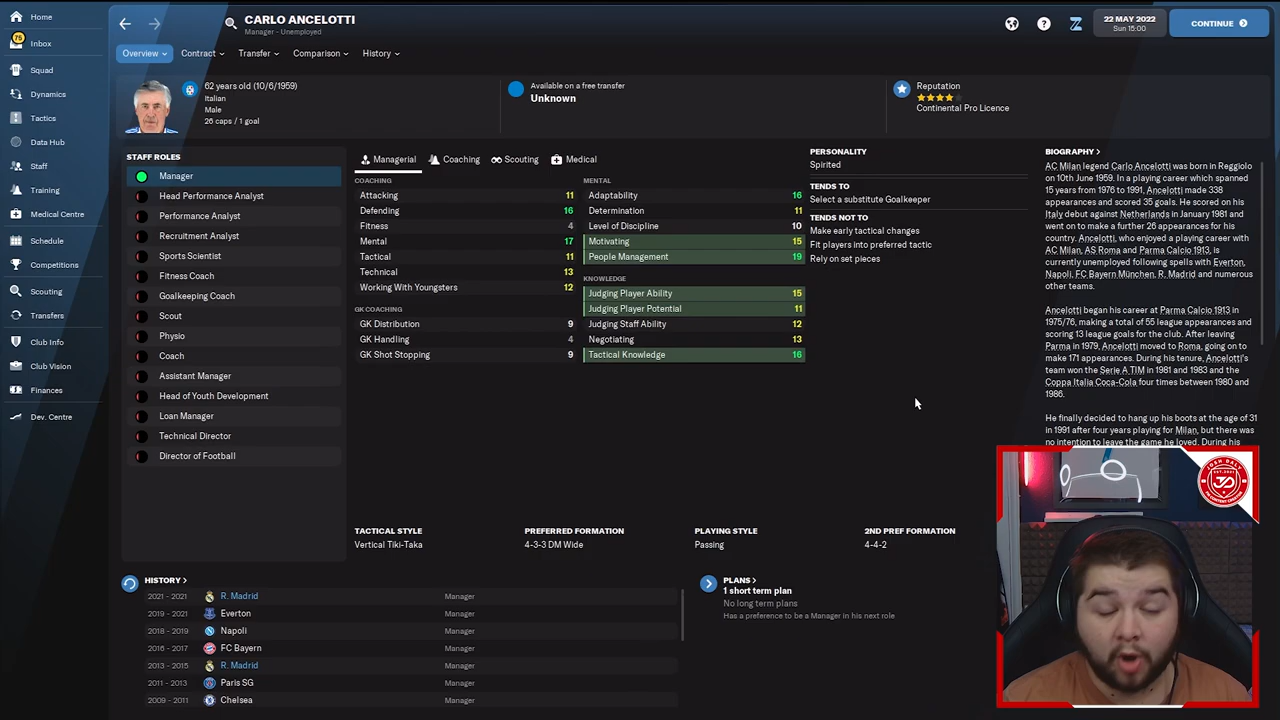 Home
75
Inbox
Squad
Dynamics
Tactics
Data Hub
Staff
Training
Medical Centre
Schedule
Competitions
Scouting
Transfers
Club Info
Club Vision
Finances
Dev. Centre
CARLO ANCELOTTI
Manager - Unemployed
22 MAY 2022
Sun 15:00
CONTINUE
Overview
Contract
Transfer
Comparison
History
62 years old (10/6/1959)
Italian
Male
26 caps / 1 goal
Available on a free transfer
Unknown
Reputation
Continental Pro Licence
STAFF ROLES
Manager
Head Performance Analyst
Performance Analyst
Recruitment Analyst
Sports Scientist
Fitness Coach
Goalkeeping Coach
Scout
Physio
Coach
Assistant Manager
Head of Youth Development
Loan Manager
Technical Director
Director of Football
Managerial Coaching Scouting Medical
COACHING
Attacking 11
Defending 16
Fitness 4
Mental 17
Tactical 11
Technical 13
Working With Youngsters 12
GK COACHING
GK Distribution 9
GK Handling 4
GK Shot Stopping 9
MENTAL
Adaptability 16
Determination 11
Level of Discipline 10
Motivating 15
People Management 19
KNOWLEDGE
Judging Player Ability 15
Judging Player Potential 11
Judging Staff Ability 12
Negotiating 13
Tactical Knowledge 16
PERSONALITY
Spirited
TENDS TO
Select a substitute Goalkeeper
TENDS NOT TO
Make early tactical changes
Fit players into preferred tactic
Rely on set pieces
BIOGRAPHY
AC Milan legend Carlo Ancelotti was born in Reggiolo
on 10th June 1959. In a playing career which spanned
15 years from 1976 to 1991, Ancelotti made 338
appearances and scored 35 goals. He scored on his
Italy debut against Netherlands in January 1981 and
went on to make a further 26 appearances for his
country. Ancelotti, who enjoyed a playing career with
AC Milan, AS Roma and Parma Calcio 1913, is
currently unemployed following spells with Everton,
Napoli, FC Bayern München, R. Madrid and numerous
other teams.
Ancelotti began his career at Parma Calcio 1913 in
1975/76, making a total of 55 league appearances and
scoring 13 league goals for the club. After leaving
Parma in 1979, Ancelotti moved to Roma, going on to
make 171 appearances. During his tenure, Ancelotti's
team won the Serie A TIM in 1981 and 1983 and the
Coppa Italia Coca-Cola four times between 1980 and
1986.
He finally decided to hang up his boots at the age of 31
in 1991 after four years playing for Milan, but there was
no intention to leave the game he loved. During his
TACTICAL STYLE
Vertical Tiki-Taka
PREFERRED FORMATION
4-3-3 DM Wide
PLAYING STYLE
Passing
2ND PREF FORMATION
4-4-2
HISTORY
2021 - 2021 R. Madrid Manager
2019 - 2021 Everton Manager
2018 - 2019 Napoli Manager
2016 - 2017 FC Bayern Manager
2013 - 2015 R. Madrid Manager
2011 - 2013 Paris SG Manager
2009 - 2011 Chelsea Manager
PLANS
1 short term plan
No long term plans
Has a preference to be a Manager in his next role
JOSH DALY
JD